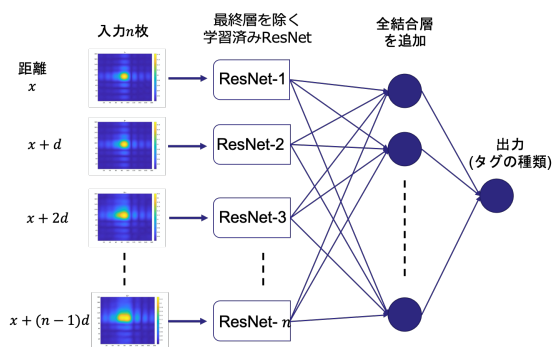 入力n枚
最終層を除く
学習済みResNet
全結合層
を追加
距離
x
ResNet-1
x + d
ResNet-2
出力
(タグの種類)
x + 2d
ResNet-3
x + (n − 1)d
ResNet- n